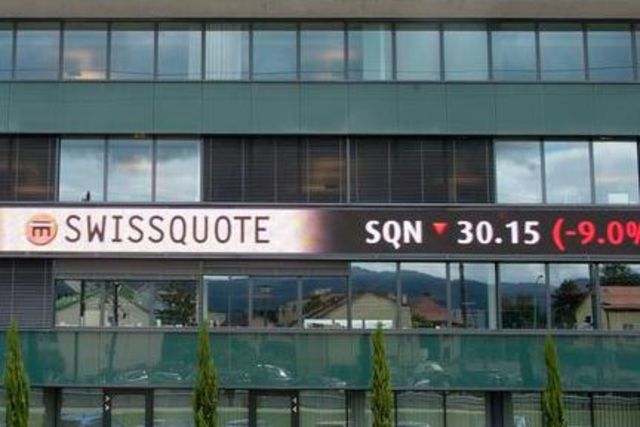 SWISSQUOTE SQN ▼ 30.15 (-9.0%